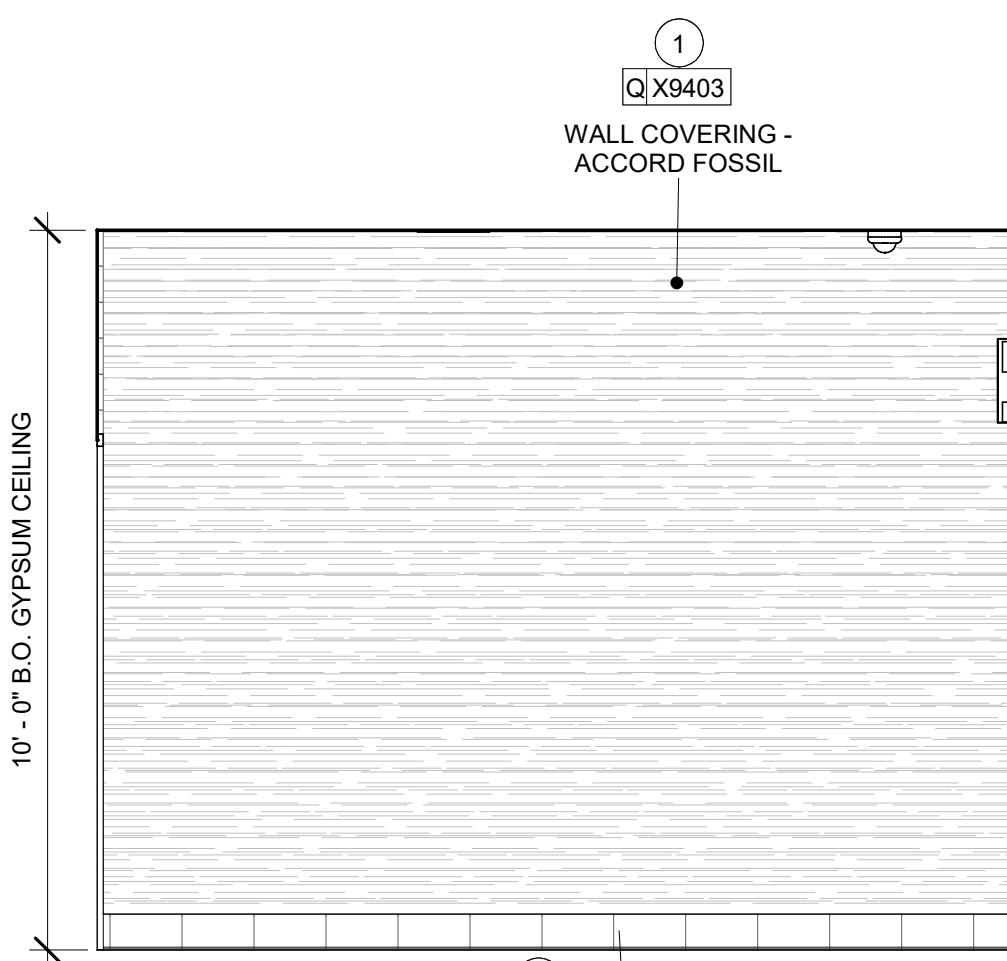 1
Q X9403
WALL COVERING -
ACCORD FOSSIL
10' - 0" B.O. GYPSUM CEILING